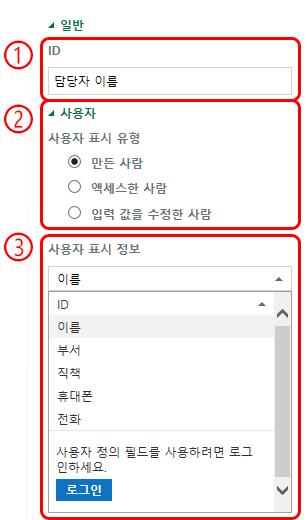 일반
① ID
담당자 이름
② 사용자
사용자 표시 유형
만든 사람
액세스한 사람
입력 값을 수정한 사람
③ 사용자 표시 정보
이름
ID
이름
부서
직책
휴대폰
전화
사용자 정의 필드를 사용하려면 로그
인하세요.
로그인